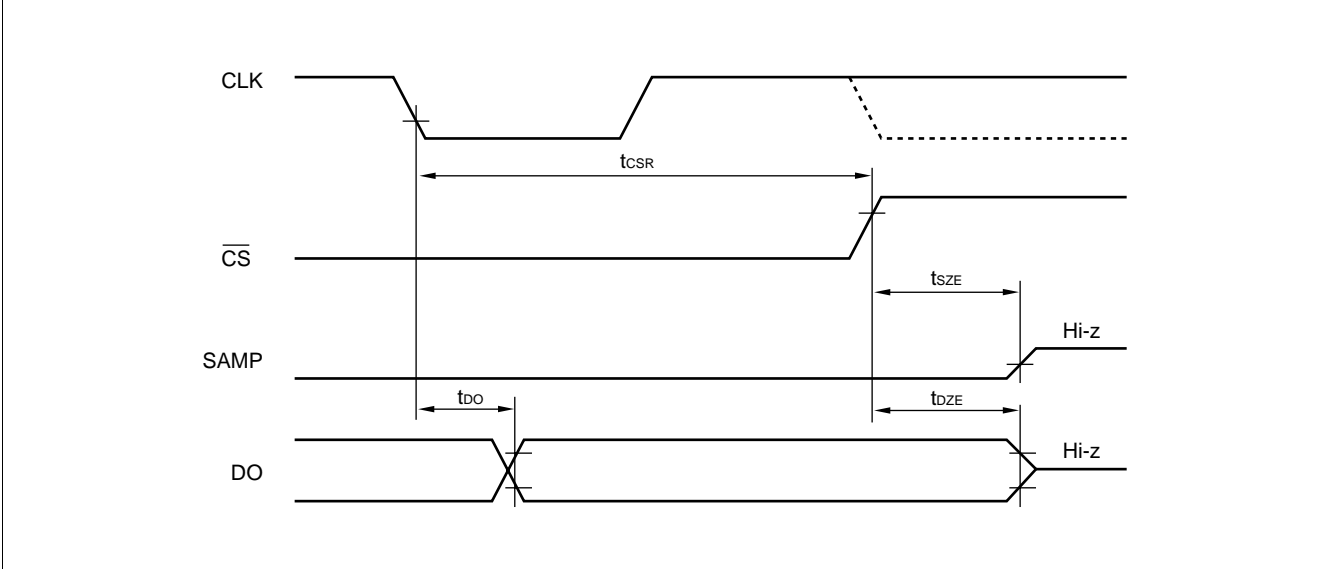 CLK
tCSR
CS
tSZE
Hi-z
SAMP
tDO
tDZE
Hi-z
DO